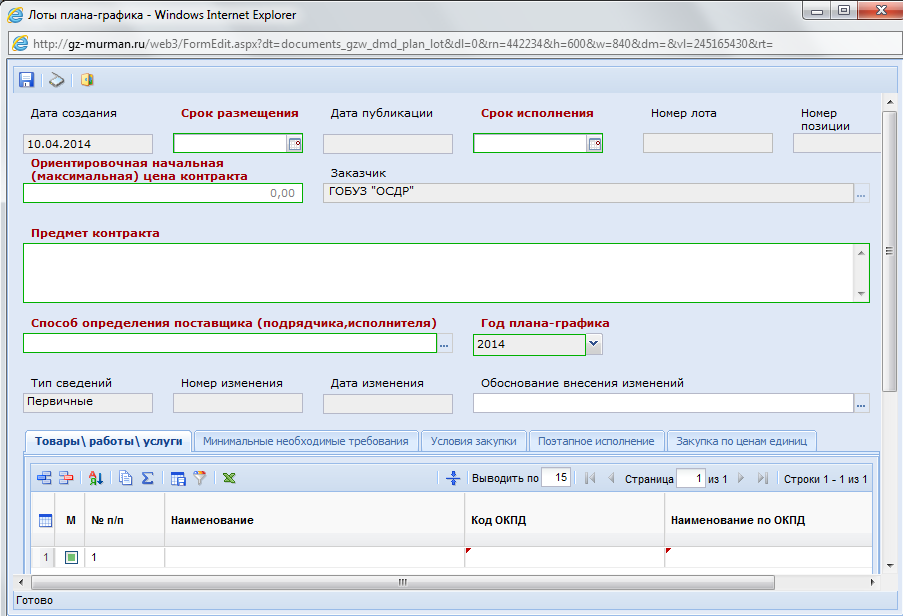 Лоты плана-графика - Windows Internet Explorer
http://gz-murman.ru/web3/FormEdit.aspx?dt=documents_gzw_dmd_plan_lot&dl=0&rn=442234&h=600&w=840&dm=&vl=245165430&rt=
Дата создания Срок размещения Дата публикации Срок исполнения Номер лота Номер позиции
10.04.2014
Ориентировочная начальная
(максимальная) цена контракта Заказчик
0,00 ГОБУЗ "ОСДР" ...
Предмет контракта
Способ определения поставщика (подрядчика,исполнителя) Год плана-графика
... 2014
Тип сведений Номер изменения Дата изменения Обоснование внесения изменений
Первичные ...
Товары\ работы\ услуги Минимальные необходимые требования Условия закупки Поэтапное исполнение Закупка по ценам единиц
Выводить по 15 Страница 1 из 1 Строки 1 - 1 из 1
М № п/п Наименование Код ОКПД Наименование по ОКПД
1 1
Готово